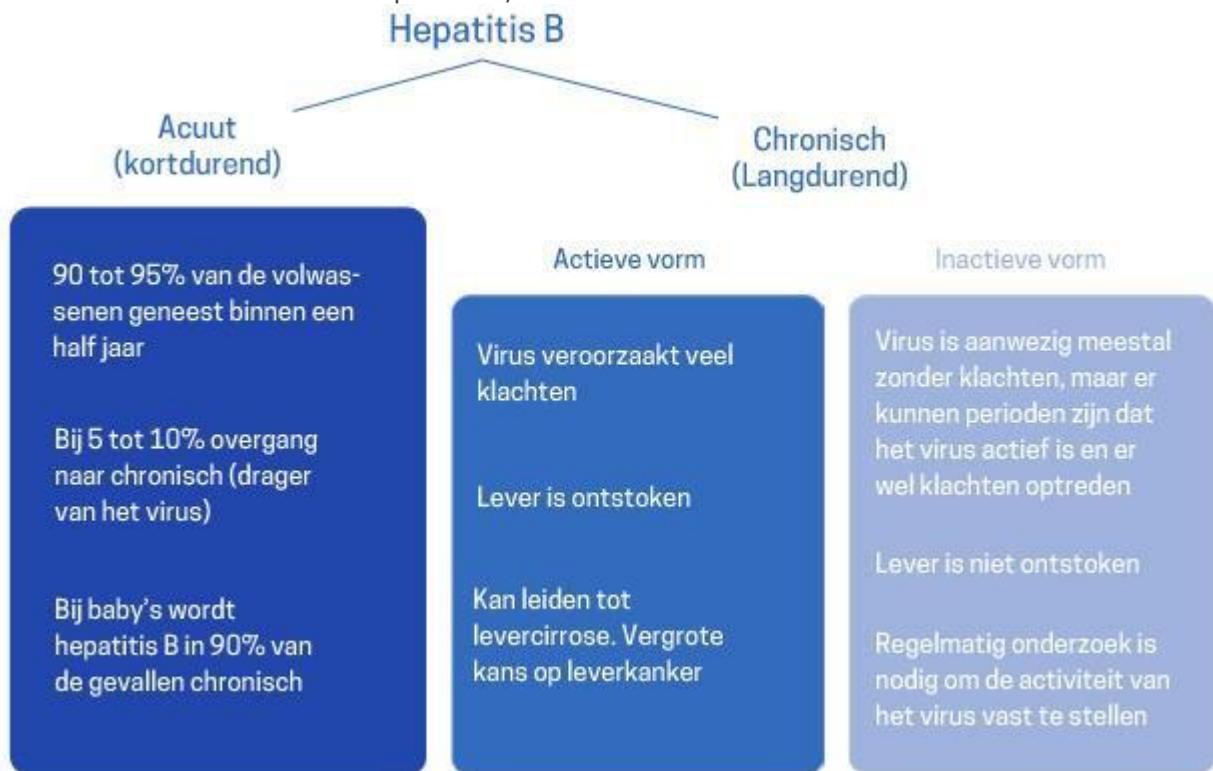 Hepatitis B
Acuut
(kortdurend)
Chronisch
(Langdurend)
90 tot 95% van de volwas-
senen geneest binnen een
half jaar
Bij 5 tot 10% overgang
naar chronisch (drager
van het virus)
Bij baby's wordt
hepatitis B in 90% van
de gevallen chronisch
Actieve vorm
Virus veroorzaakt veel
klachten
Lever is ontstoken
Kan leiden tot
levercirrose. Vergrote
kans op leverkanker
Inactieve vorm
Virus is aanwezig meestal
zonder klachten, maar er
kunnen perioden zijn dat
het virus actief is en er
wel klachten optreden
Lever is niet ontstoken
Regelmatig onderzoek is
nodig om de activiteit van
het virus vast te stellen